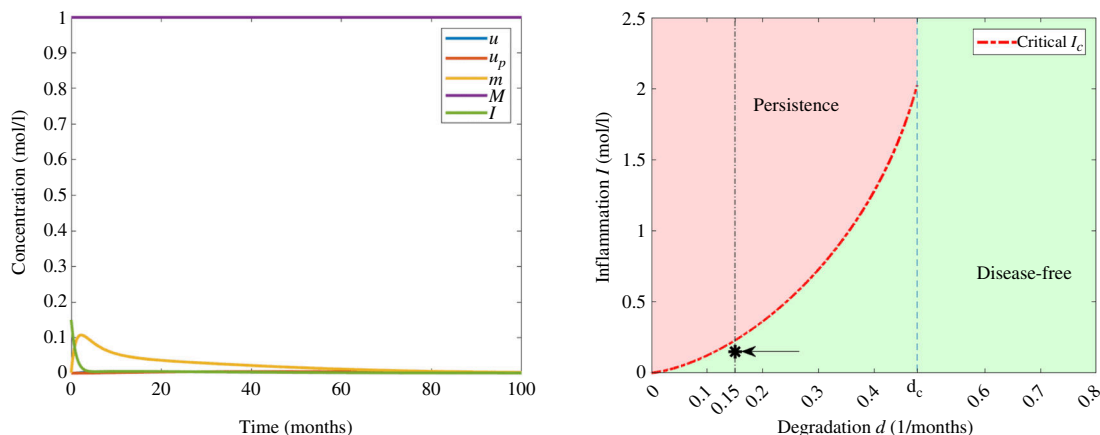 1
0.9
0.8
0.7
0.6
0.5
0.4
0.3
0.2
0.1
0
Concentration (mol/l)
u
u_p
m
M
I
0 20 40 60 80 100
Time (months)
2.5
2
1.5
1
0.5
0
Inflammation I (mol/l)
Critical I_c
Persistence
Disease-free
0 0.1 0.15 0.2 0.3 0.4 d_c 0.6 0.7 0.8
Degradation d (1/months)